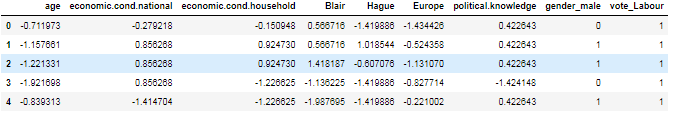 age economic.cond.national economic.cond.household Blair Hague Europe political.knowledge gender_male vote_Labour
0 -0.711973 -0.279218 -0.150948 0.566716 -1.419886 -1.434426 0.422643 0 1
1 -1.157661 0.856268 0.924730 0.566716 1.018544 -0.524358 0.422643 1 1
2 -1.221331 0.856268 0.924730 1.418187 -0.607076 -1.131070 0.422643 1 1
3 -1.921698 0.856268 -1.226625 -1.136225 -1.419886 -0.827714 -1.424148 0 1
4 -0.839313 -1.414704 -1.226625 -1.987695 -1.419886 -0.221002 0.422643 1 1